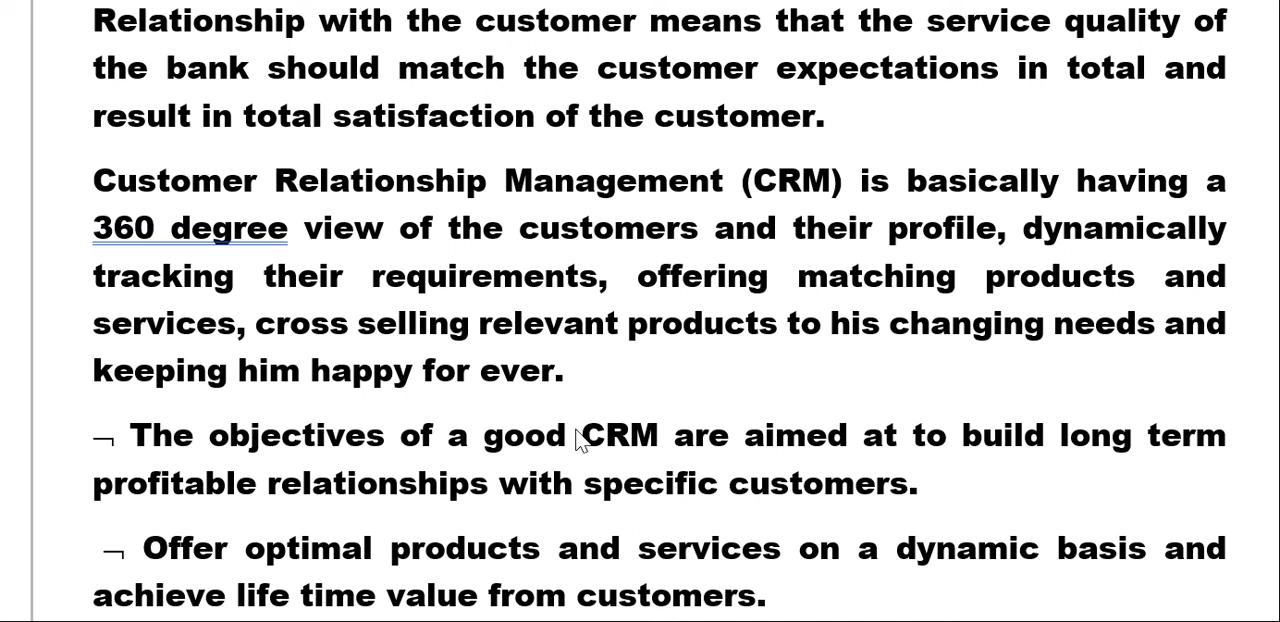 Relationship with the customer means that the service quality of
the bank should match the customer expectations in total and
result in total satisfaction of the customer.
Customer Relationship Management (CRM) is basically having a
360 degree view of the customers and their profile, dynamically
tracking their requirements, offering matching products and
services, cross selling relevant products to his changing needs and
keeping him happy for ever.
¬ The objectives of a good CRM are aimed at to build long term
profitable relationships with specific customers.
¬ Offer optimal products and services on a dynamic basis and
achieve life time value from customers.